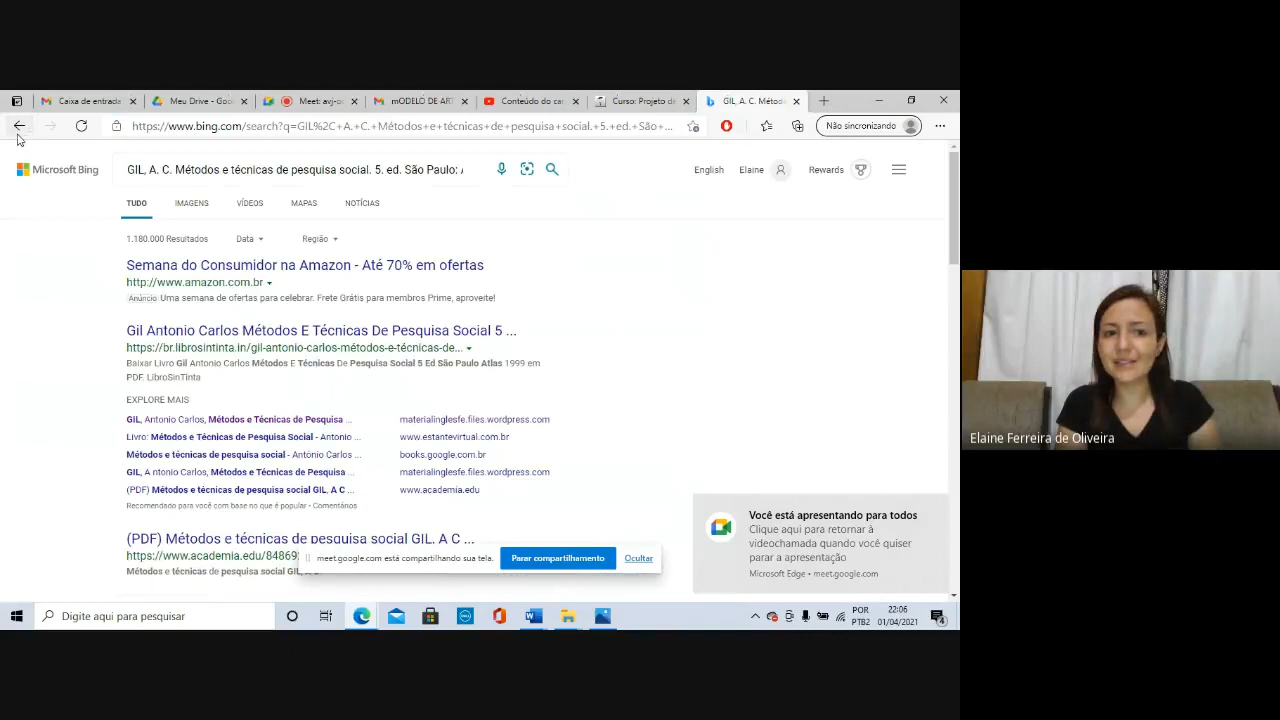 Caixa de entrada
Meu Drive - Goo
Meet: avj-oc
mODELO DE ART
Conteúdo do car
Curso: Projeto de
GIL, A. C. Método
https://www.bing.com/search?q=GIL%2C+A.+C.+Métodos+e+técnicas+de+pesquisa+social.+5.+ed.+São+...
Não sincronizando
Microsoft Bing
GIL, A. C. Métodos e técnicas de pesquisa social. 5. ed. São Paulo:
English
Elaine
Rewards
TUDO
IMAGENS
VÍDEOS
MAPAS
NOTÍCIAS
1.180.000 Resultados
Data
Região
Semana do Consumidor na Amazon - Até 70% em ofertas
http://www.amazon.com.br
Anúncio Uma semana de ofertas para celebrar. Frete Grátis para membros Prime, aproveite!
Gil Antonio Carlos Métodos E Técnicas De Pesquisa Social 5 ...
https://br.librosintinta.in/gil-antonio-carlos-métodos-e-técnicas-de...
Baixar Livro Gil Antonio Carlos Métodos E Técnicas De Pesquisa Social 5 Ed São Paulo Atlas 1999 em
PDF. LibroSinTinta
EXPLORE MAIS
GIL, Antonio Carlos, Métodos e Técnicas de Pesquisa ...
materialinglesfe.files.wordpress.com
Livro: Métodos e Técnicas de Pesquisa Social - Antonio ...
www.estantevirtual.com.br
Métodos e técnicas de pesquisa social - Antônio Carlos ...
books.google.com.br
GIL, A ntonio Carlos, Métodos e Técnicas de Pesquisa ...
materialinglesfe.files.wordpress.com
(PDF) Métodos e técnicas de pesquisa social GIL, A C ...
www.academia.edu
Recomendado para você com base no que é popular • Comentários
(PDF) Métodos e técnicas de pesquisa social GIL, A C ...
https://www.academia.edu/84869
Métodos e técnicas de pesquisa social GIL, A C
meet.google.com está compartilhando sua tela.
Parar compartilhamento
Ocultar
Você está apresentando para todos
Clique aqui para retornar à
videochamada quando você quiser
parar a apresentação
Microsoft Edge • meet.google.com
Elaine Ferreira de Oliveira
Digite aqui para pesquisar
POR
PTB2
22:06
01/04/2021
4